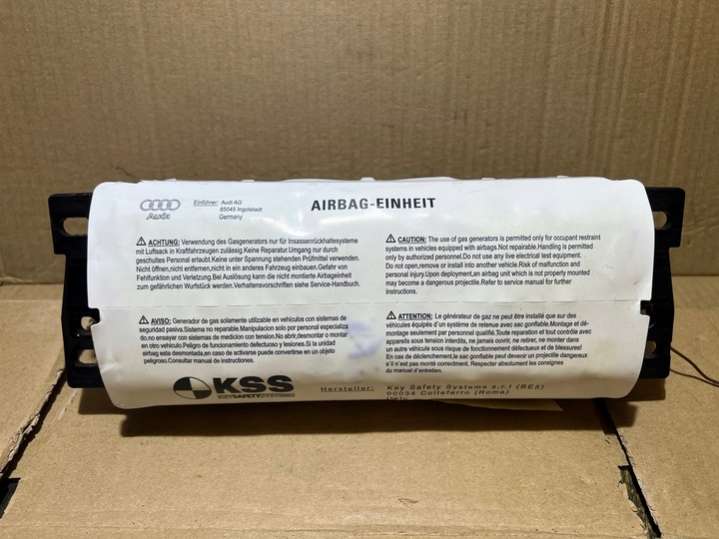 Audi
Einführer: Audi AG
85045 Ingolstadt
Germany
AIRBAG-EINHEIT
ACHTUNG: Verwendung des Gasgenerators nur für Insassenrückhaltesysteme
mit Luftsack in Kraftfahrzeugen zulässig.Keine Reparatur.Umgang nur durch
geschultes Personal erlaubt.Keine unter Spannung stehenden Prüfmittel verwenden.
Nicht öffnen,nicht entfernen,nicht in ein anderes Fahrzeug einbauen.Gefahr von
Fehlfunktion und Verletzung.Bei Auslösung kann die nicht montierte Airbageinheit
zum gefährlichen Wurfstück werden.Verhaltensvorschriften siehe Service-Handbuch.
CAUTION: The use of gas generators is permitted only for occupant restraint
systems in vehicles equipped with airbags.Not repairable.Handling is permitted
only by authorized personnel.Do not use any live electrical test equipment.
Do not open,remove or install into another vehicle.Risk of malfunction and
personal injury.Upon deployment,an airbag unit which is not properly mounted
may become a dangerous projectile.Refer to service manual for further
instructions.
AVISO: Generador de gas solamente utilizable en vehículos con sistemas de
seguridad pasiva.Sistema no reparable.Manipulacion solo por personal especializa
do,no ensayar con sistemas de medicion con tension.No abrir,desmontar o montar
en otro vehículo.Peligro de funcionamiento defectuoso y lesiones.Si la unidad
airbag esta desmontada,en caso de activarse puede convertirse en un objeto
peligroso.Consultar manual de instructiones.
ATTENTION: Le générateur de gaz ne peut être installé que sur des
véhicules équipés d'un système de retenue avec sac gonflable.Montage et dé-
montage seulement par personnel qualifié.Toute réparation et tout contrôle avec
appareils sous tension interdits, ne jamais ouvrir, ne retirer, ne monter dans
un autre véhicule sous risque de fonctionnement défectueux et de blessures!
En cas de déclenchement,le sac gonflable peut devenir un projectile dangereux
s'il n'est pas monté correctment. Respecter absolument les consignes
du manuel d'entretien.
KSS
KEYSAFETYSYSTEMS
Hersteller: Key Safety Systems s.r.l (RES)
00034 Colleferro (Roma)